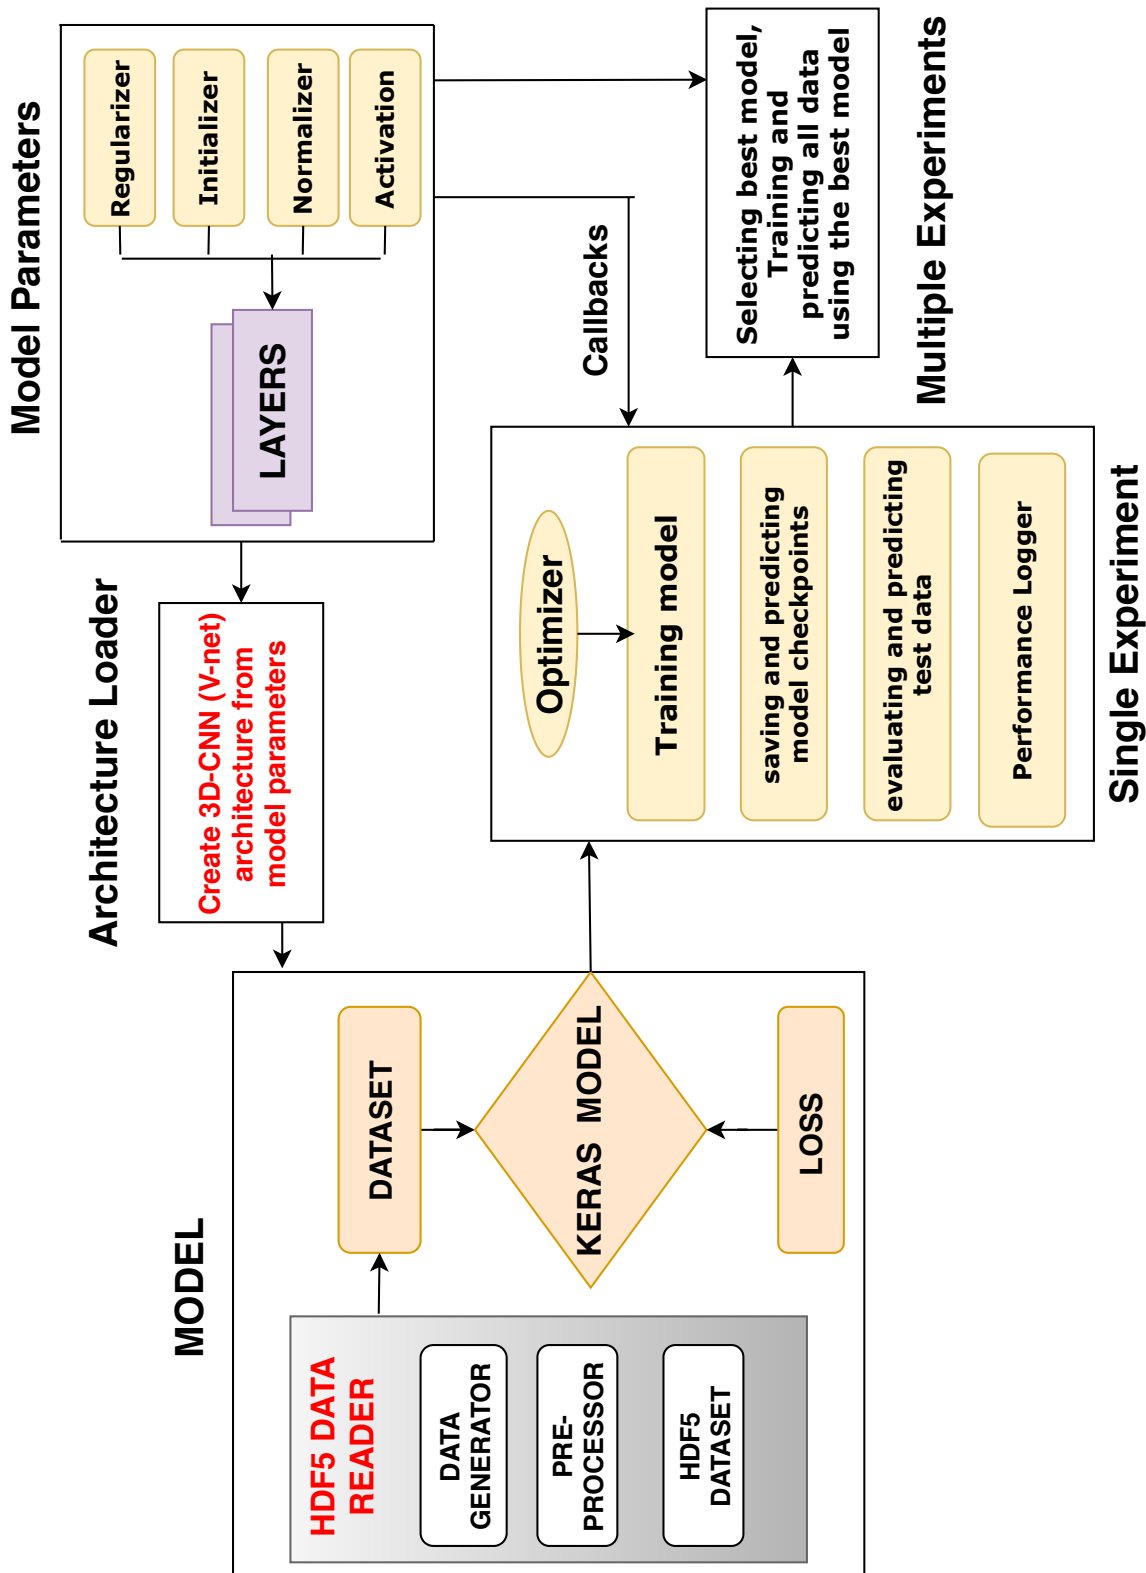 MODEL
HDF5 DATA
READER
DATA
GENERATOR
PRE-
PROCESSOR
HDF5
DATASET
DATASET
KERAS MODEL
LOSS
Architecture Loader
Create 3D-CNN (V-net)
architecture from
model parameters
Model Parameters
LAYERS
Regularizer
Initializer
Normalizer
Activation
Callbacks
Optimizer
Training model
saving and predicting
model checkpoints
evaluating and predicting
test data
Performance Logger
Single Experiment
Selecting best model,
Training and
predicting all data
using the best model
Multiple Experiments